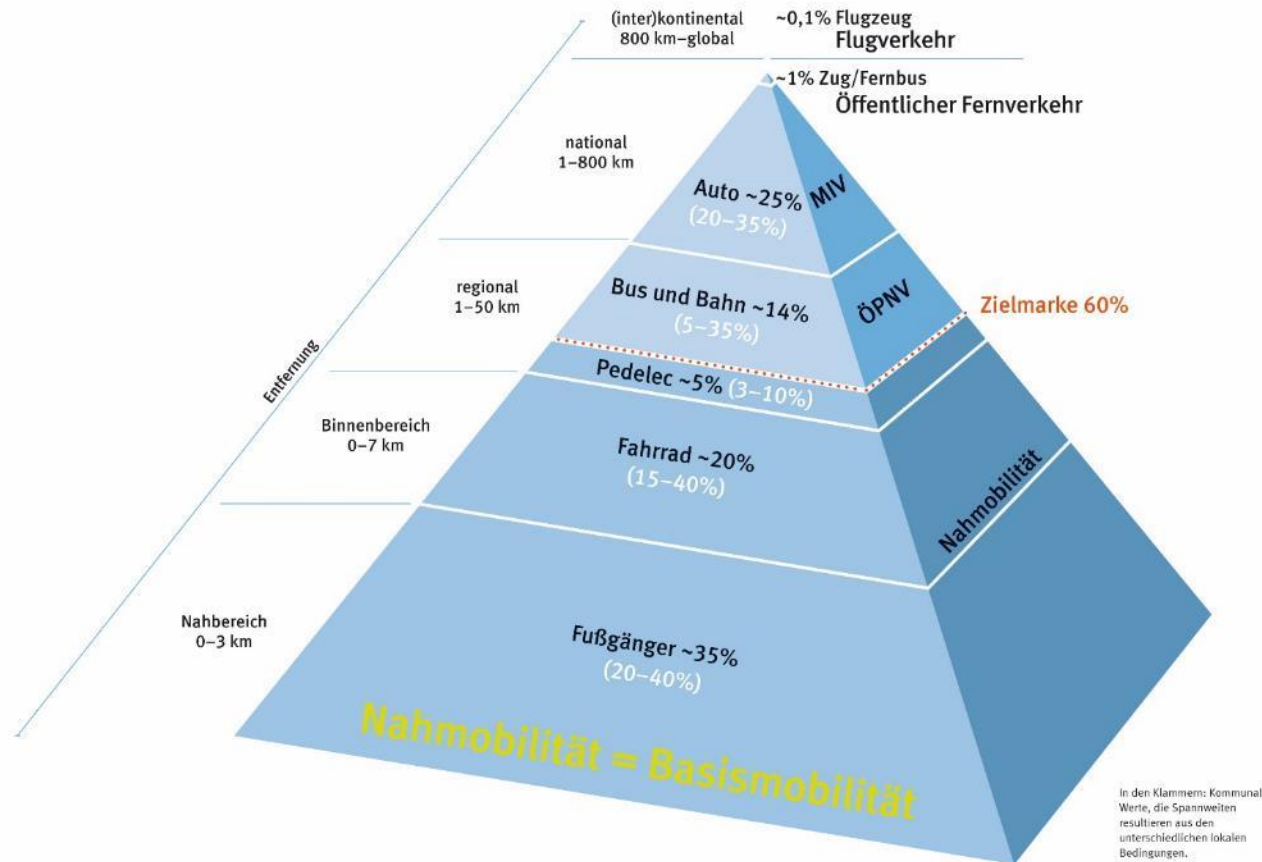 (inter)kontinental
800 km–global
~0,1% Flugzeug
Flugverkehr
~1% Zug/Fernbus
Öffentlicher Fernverkehr
national
1–800 km
Auto ~25%
(20–35%)
MIV
regional
1–50 km
Bus und Bahn ~14%
(5–35%)
ÖPNV
Zielmarke 60%
Entfernung
Pedelec ~5% (3–10%)
Binnenbereich
0–7 km
Fahrrad ~20%
(15–40%)
Nahmobilität
Nahbereich
0–3 km
Fußgänger ~35%
(20–40%)
Nahmobilität = Basismobilität
In den Klammern: Kommunal
Werte, die Spannweiten
resultieren aus den
unterschiedlichen lokalen
Bedingungen.